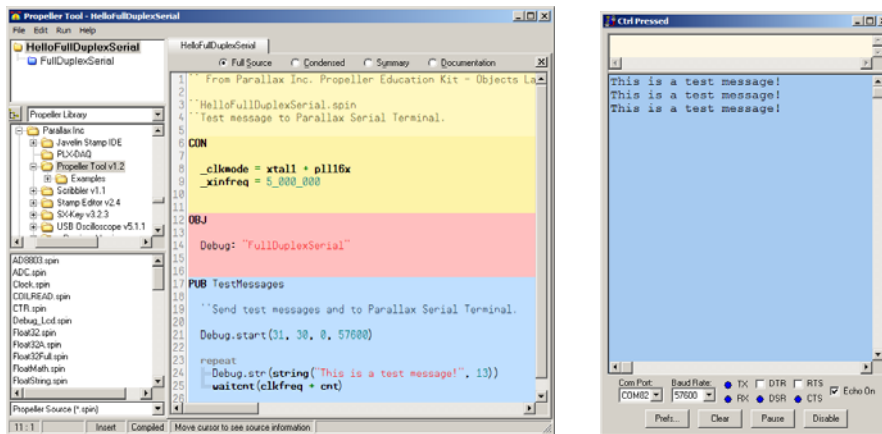 Propeller Tool - HelloFullDuplexSerial
File Edit Run Help
HelloFullDuplexSerial
FullDuplexSerial
Propeller Library
Parallax Inc
Javelin Stamp IDE
PLX-DAQ
Propeller Tool v1.2
Examples
Scribbler v1.1
Stamp Editor v2.4
SX-Key v3.2.3
USB Oscilloscope v5.1.1
AD8803.spin
ADC.spin
Clock.spin
COILREAD.spin
CTR.spin
Debug_Lcd.spin
Float32.spin
Float32A.spin
Float32Full.spin
FloatMath.spin
FloatString.spin
Propeller Source (*.spin)
HelloFullDuplexSerial
Full Source Condensed Summary Documentation
1 '' From Parallax Inc. Propeller Education Kit - Objects La
2
3 ''HelloFullDuplexSerial.spin
4 ''Test message to Parallax Serial Terminal.
5
6 CON
7
8 _clkmode = xtal1 + pll16x
9 _xinfreq = 5_000_000
10
11
12 OBJ
13
14 Debug: "FullDuplexSerial"
15
16
17 PUB TestMessages
18
19 ''Send test messages and to Parallax Serial Terminal.
20
21 Debug.start(31, 30, 0, 57600)
22
23 repeat
24 Debug.str(string("This is a test message!", 13))
25 waitcnt(clkfreq + cnt)
26
11 : 1 Insert Compiled Move cursor to see source information
Ctrl Pressed
This is a test message!
This is a test message!
This is a test message!
Com Port: Baud Rate: TX DTR RTS
COM82 57600 RX DSR CTS Echo On
Prefs... Clear Pause Disable